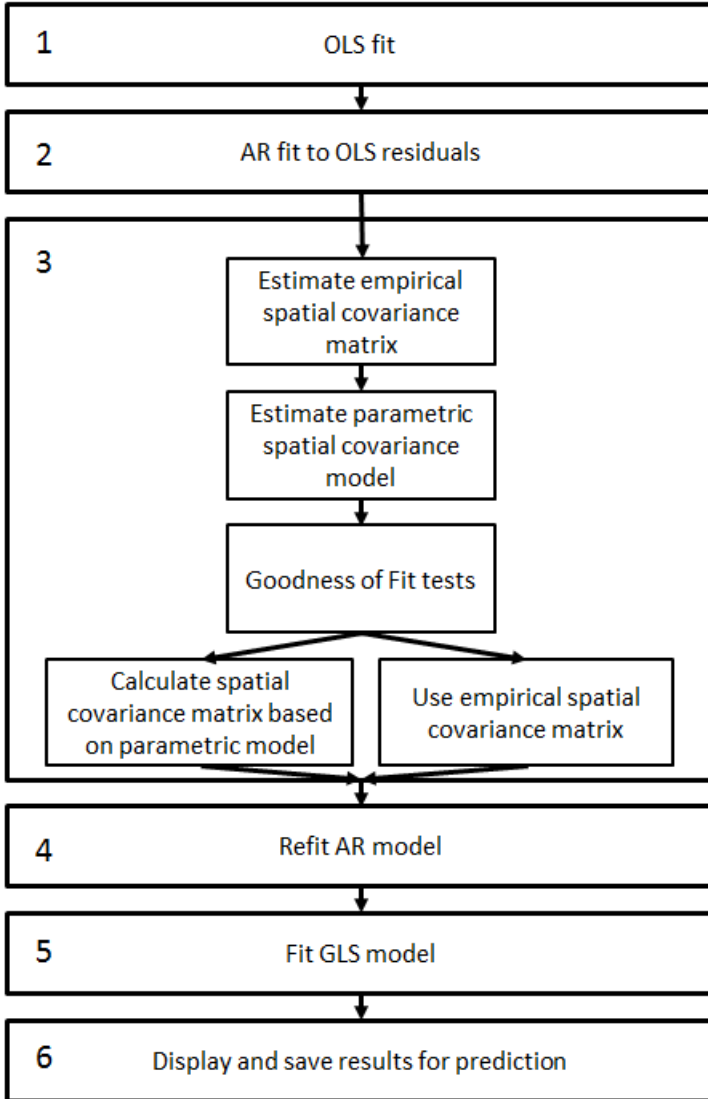 1
OLS fit
2
AR fit to OLS residuals
3
Estimate empirical
spatial covariance
matrix
Estimate parametric
spatial covariance
model
Goodness of Fit tests
Calculate spatial
covariance matrix based
on parametric model
Use empirical spatial
covariance matrix
4
Refit AR model
5
Fit GLS model
6
Display and save results for prediction